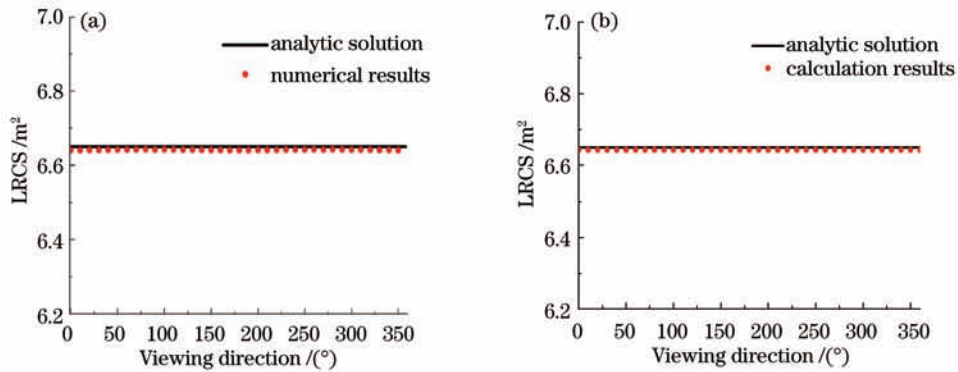 (a)
analytic solution
numerical results
LRCS /m²
7.0
6.8
6.6
6.4
6.2
0 50 100 150 200 250 300 350
Viewing direction /(°)
(b)
analytic solution
calculation results
LRCS /m²
7.0
6.8
6.6
6.4
6.2
0 50 100 150 200 250 300 350
Viewing direction /(°)